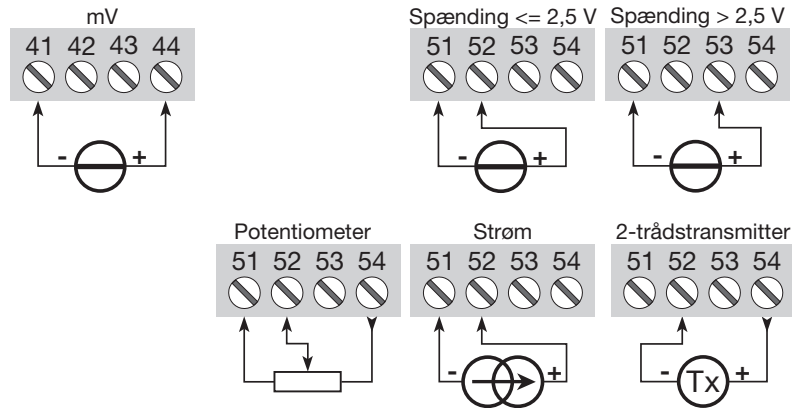 mV
41 42 43 44
- +
Spænding <= 2,5 V
51 52 53 54
- +
Spænding > 2,5 V
51 52 53 54
- +
Potentiometer
51 52 53 54
Strøm
51 52 53 54
- +
2-trådstransmitter
51 52 53 54
- Tx +